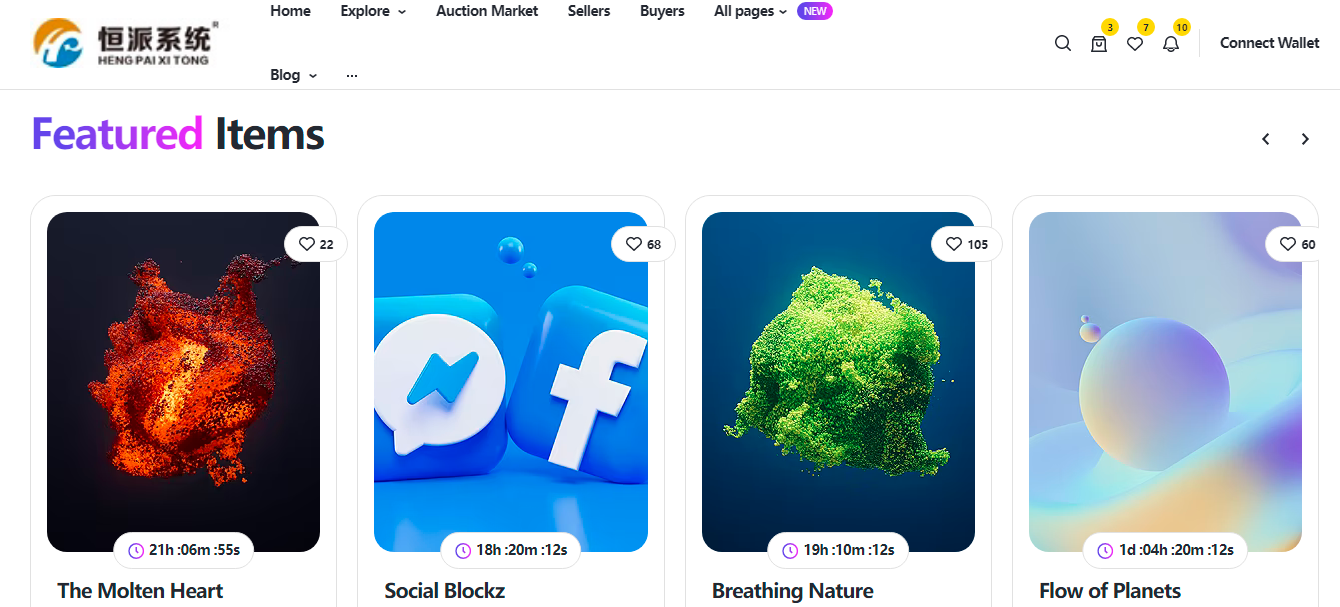 恒派系统
R
HENG PAI XI TONG
Home Explore Auction Market Sellers Buyers All pages NEW
Blog ...
3 7 10
Connect Wallet
Featured Items
22
68
105
60
21h :06m :55s
18h :20m :12s
19h :10m :12s
1d :04h :20m :12s
The Molten Heart
Social Blockz
Breathing Nature
Flow of Planets